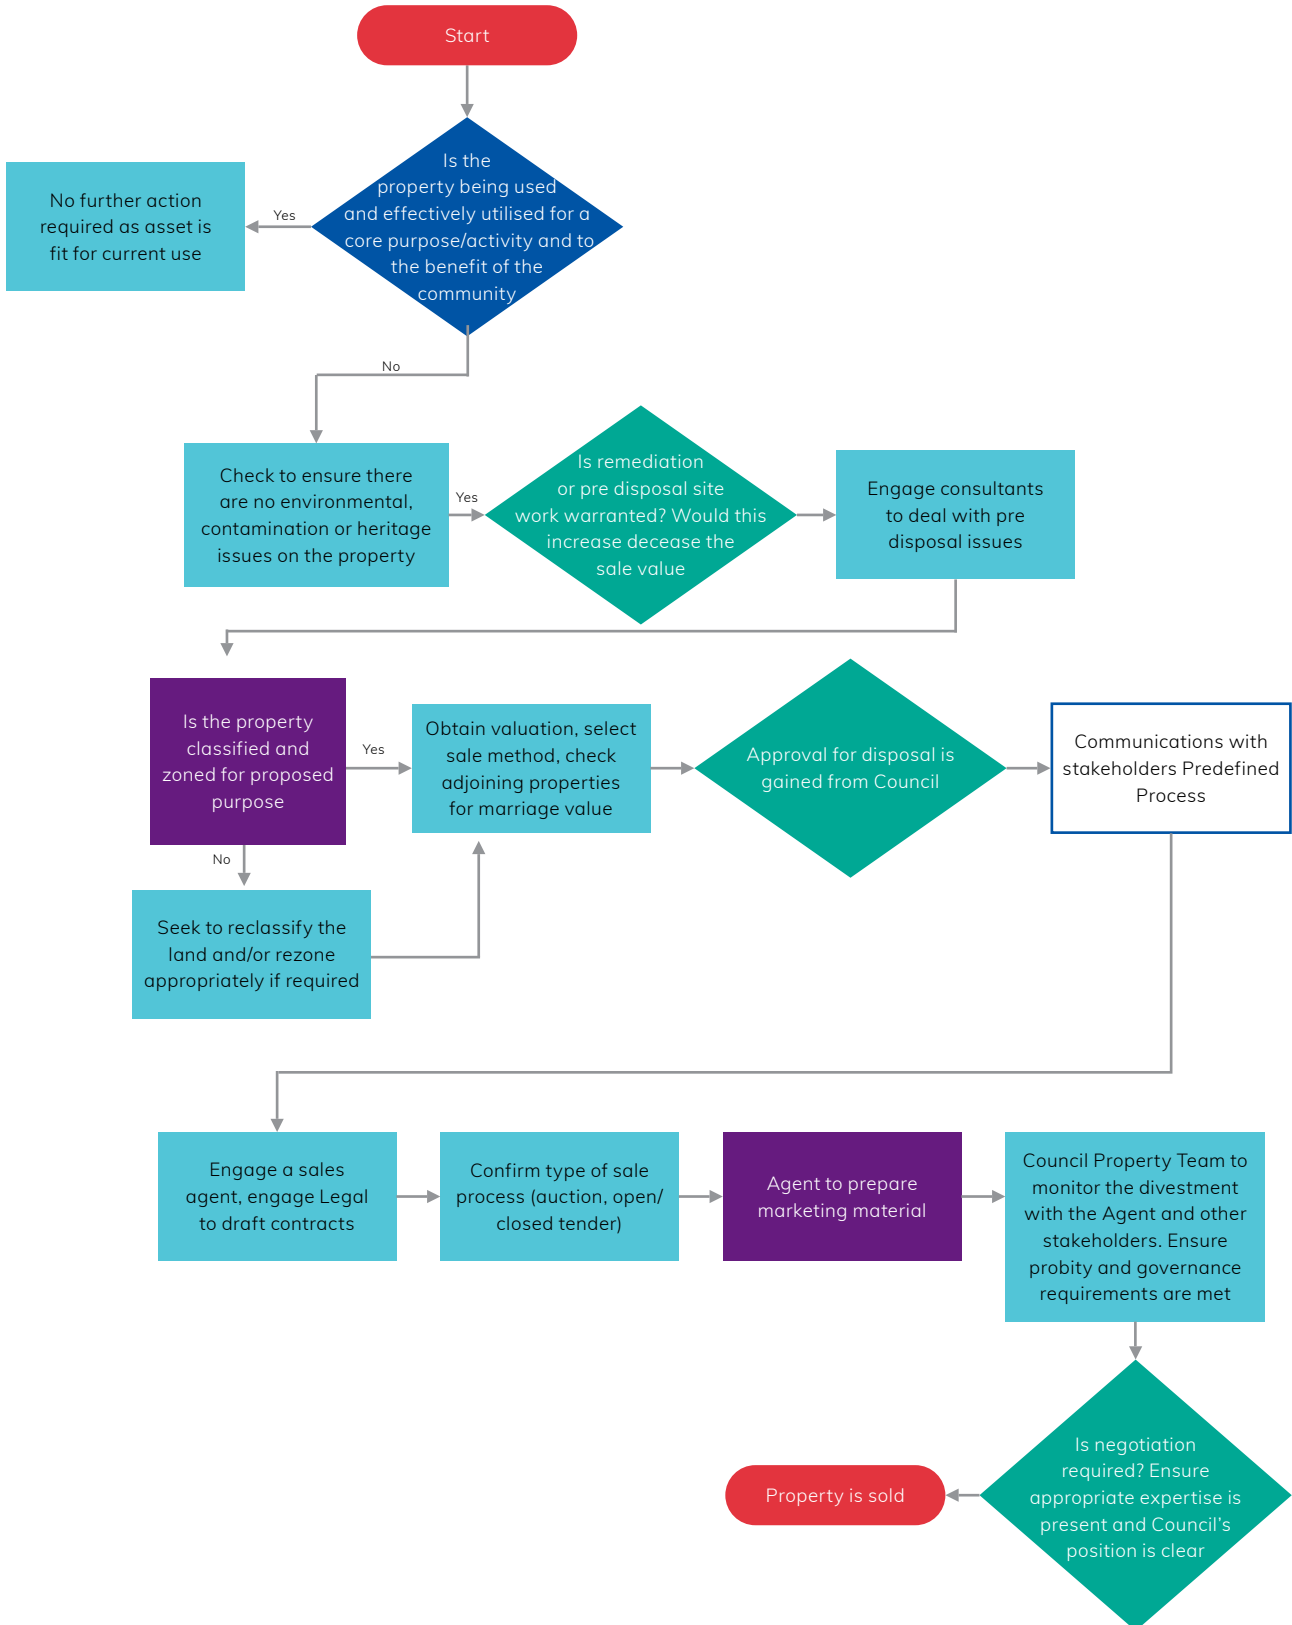 Start
Is the
property being used
and effectively utilised for a
core purpose/activity and to
the benefit of the
community
Yes
No further action
required as asset is
fit for current use
No
Check to ensure there
are no environmental,
contamination or heritage
issues on the property
Yes
Is remediation
or pre disposal site
work warranted? Would this
increase decease the
sale value
Engage consultants
to deal with pre
disposal issues
Is the property
classified and
zoned for proposed
purpose
Yes
Obtain valuation, select
sale method, check
adjoining properties
for marriage value
Approval for disposal is
gained from Council
Communications with
stakeholders Predefined
Process
No
Seek to reclassify the
land and/or rezone
appropriately if required
Engage a sales
agent, engage Legal
to draft contracts
Confirm type of sale
process (auction, open/
closed tender)
Agent to prepare
marketing material
Council Property Team to
monitor the divestment
with the Agent and other
stakeholders. Ensure
probity and governance
requirements are met
Is negotiation
required? Ensure
appropriate expertise is
present and Council's
position is clear
Property is sold